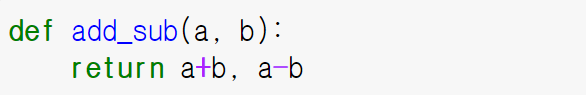 def add_sub(a, b):
    return a+b, a-b